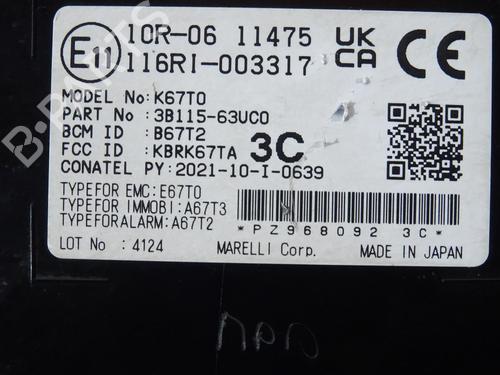 E11 10R-06 11475 UK CA CE
116RI-003317
MODEL No:K67T0
PART No :3B115-63UC0
BCM ID :B67T2
FCC ID :KBRK67TA 3C
CONATEL PY:2021-10-I-0639
TYPEFOR EMC:E67T0
TYPEFOR IMMOBI:A67T3
TYPEFORALARM:A67T2
*PZ968092 3C*
LOT No : 4124 MARELLI Corp. MADE IN JAPAN